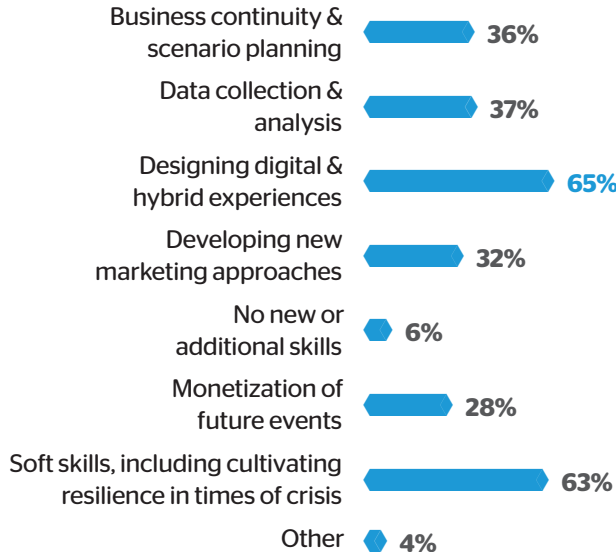 Business continuity &
scenario planning
36%
Data collection &
analysis
37%
Designing digital &
hybrid experiences
65%
Developing new
marketing approaches
32%
No new or
additional skills
6%
Monetization of
future events
28%
Soft skills, including cultivating
resilience in times of crisis
63%
Other
4%